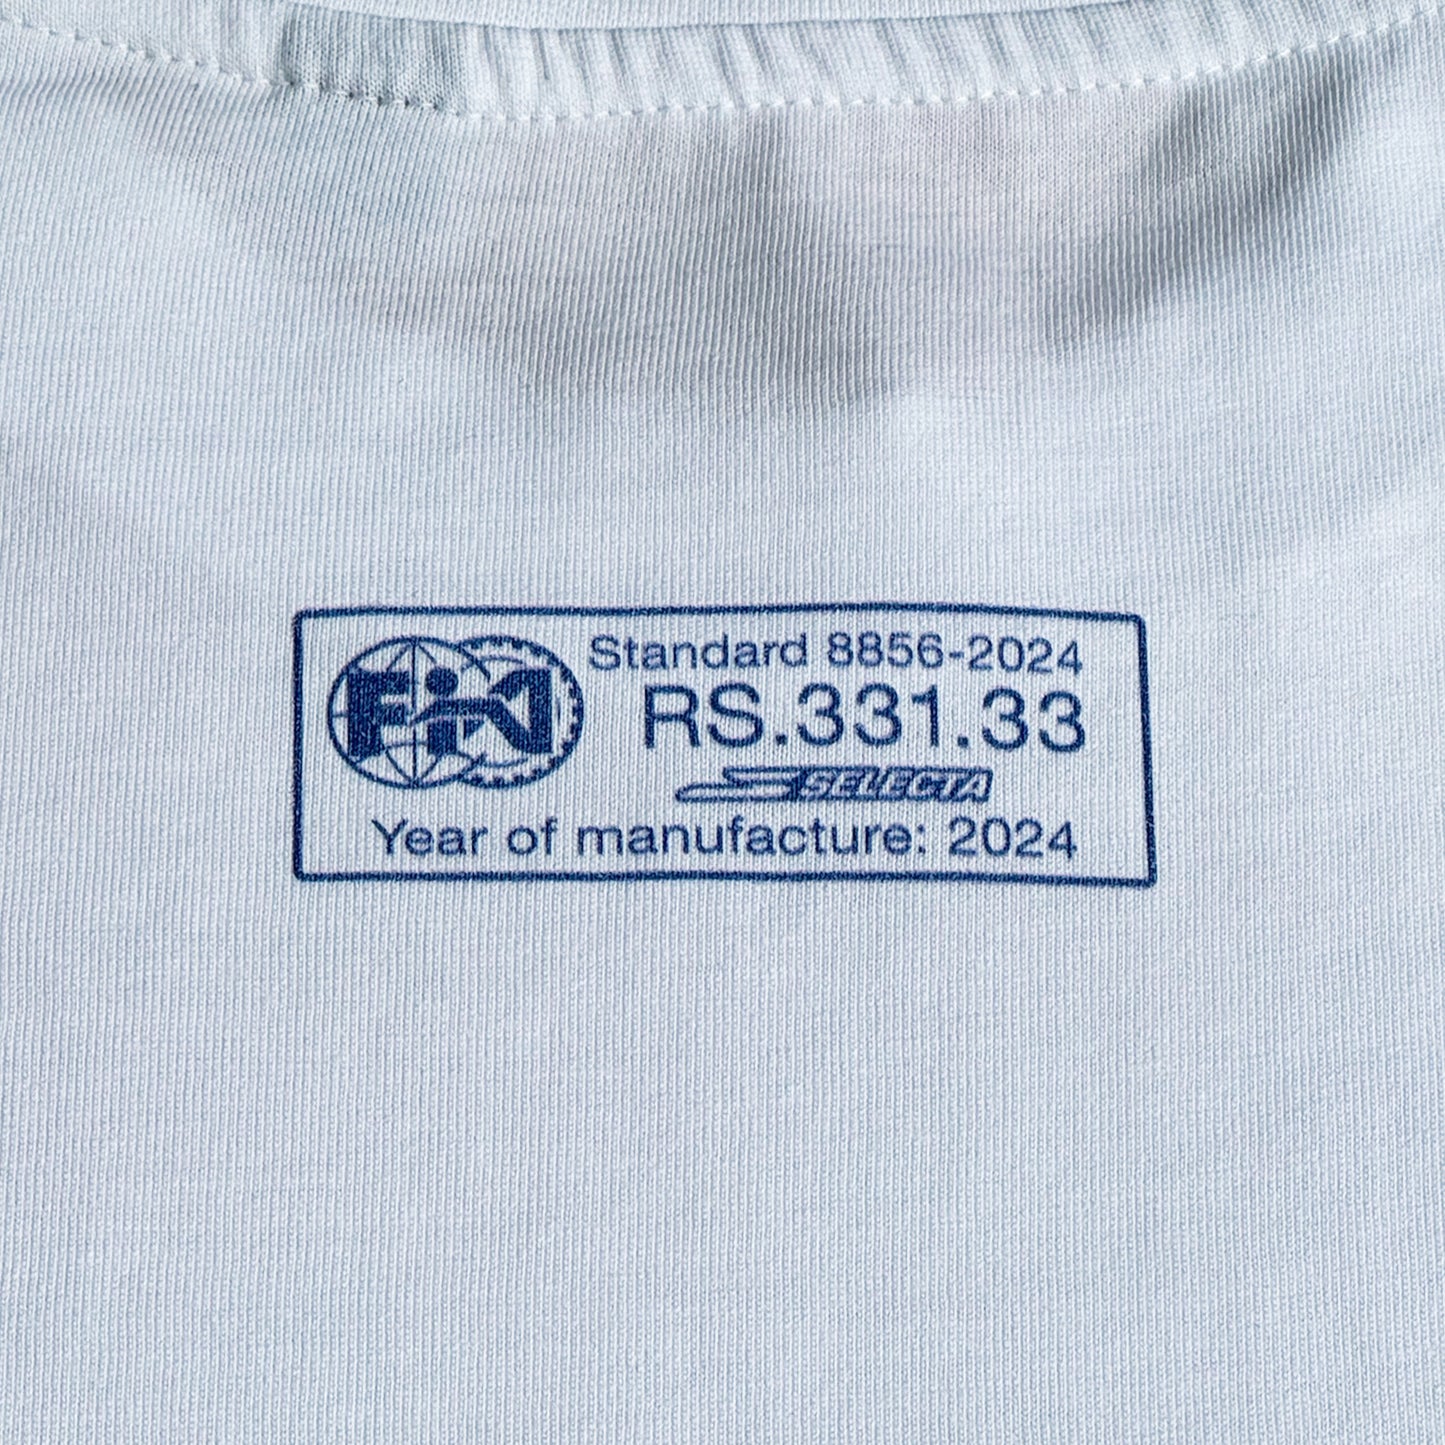 FiA Standard 8856-2024
RS.331.33
SELECTA
Year of manufacture: 2024